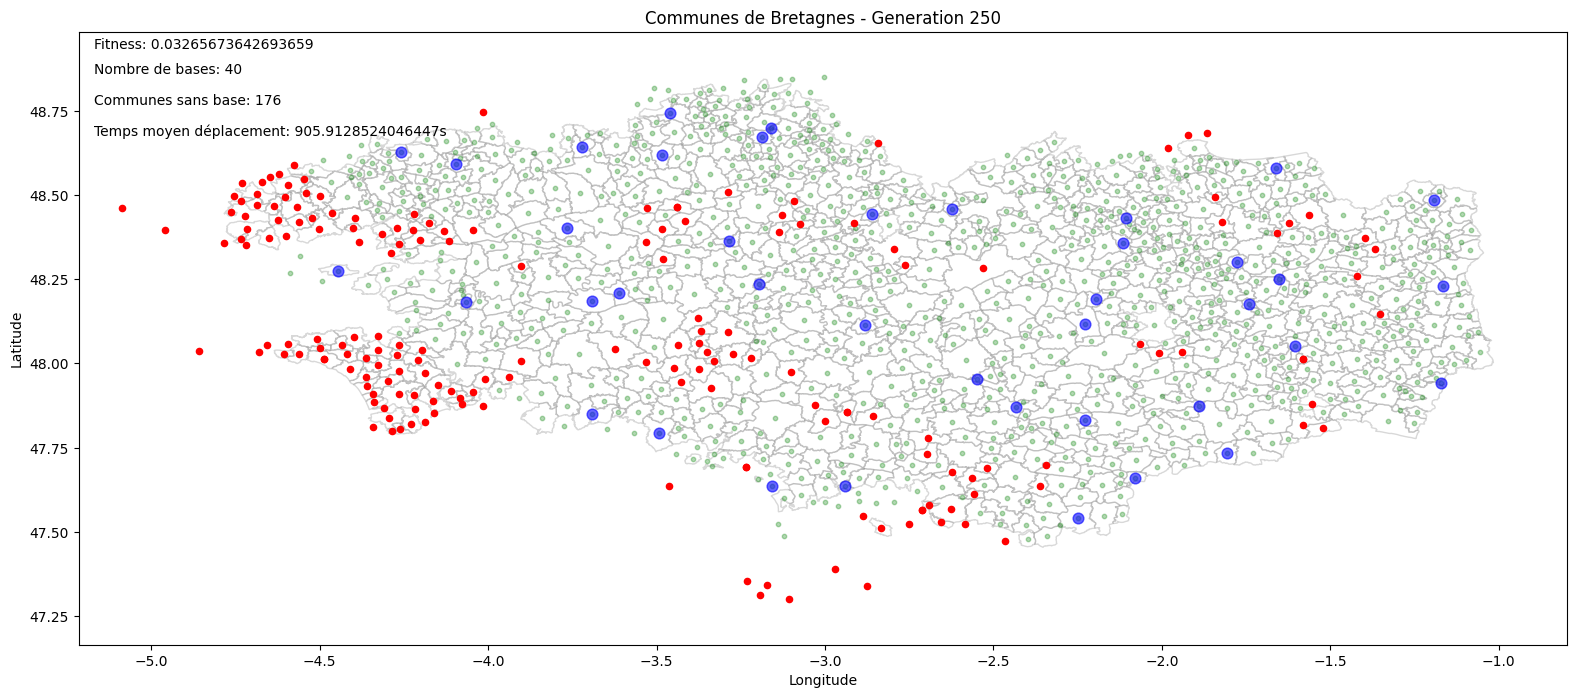 Communes de Bretagnes - Generation 250
Fitness: 0.03265673642693659
Nombre de bases: 40
Communes sans base: 176
Temps moyen déplacement: 905.9128524046447s
48.75
48.50
48.25
48.00
47.75
47.50
47.25
Latitude
−5.0 −4.5 −4.0 −3.5 −3.0 −2.5 −2.0 −1.5 −1.0
Longitude